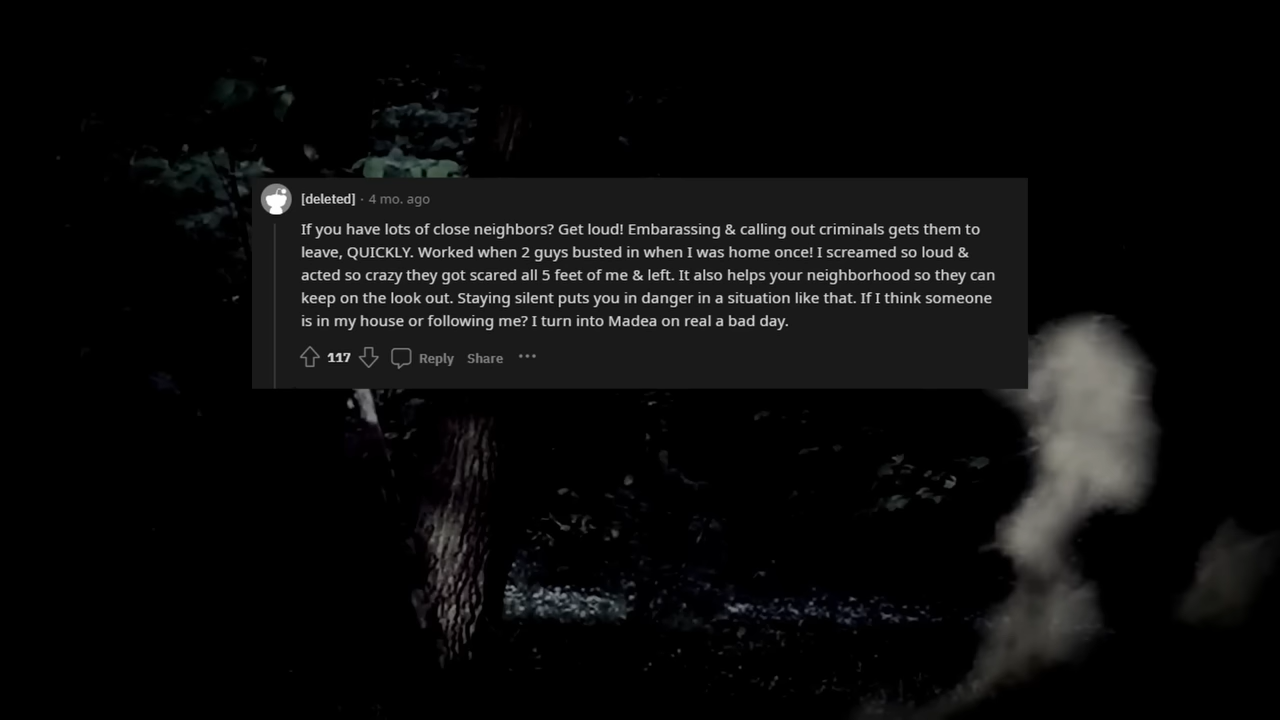 [deleted] · 4 mo. ago
If you have lots of close neighbors? Get loud! Embarassing & calling out criminals gets them to
leave, QUICKLY. Worked when 2 guys busted in when I was home once! I screamed so loud &
acted so crazy they got scared all 5 feet of me & left. It also helps your neighborhood so they can
keep on the look out. Staying silent puts you in danger in a situation like that. If I think someone
is in my house or following me? I turn into Madea on real a bad day.
117 Reply Share ···